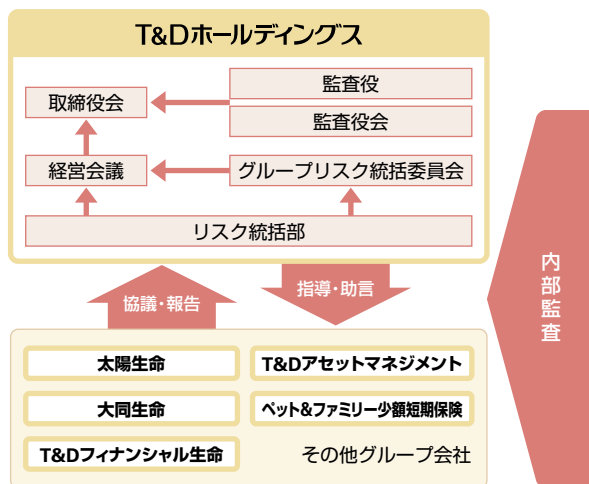 T&Dホールディングス
監査役
取締役会
監査役会
経営会議
グループリスク統括委員会
リスク統括部
協議・報告
指導・助言
内部監査
太陽生命
T&Dアセットマネジメント
大同生命
ペット&ファミリー少額短期保険
T&Dフィナンシャル生命
その他グループ会社